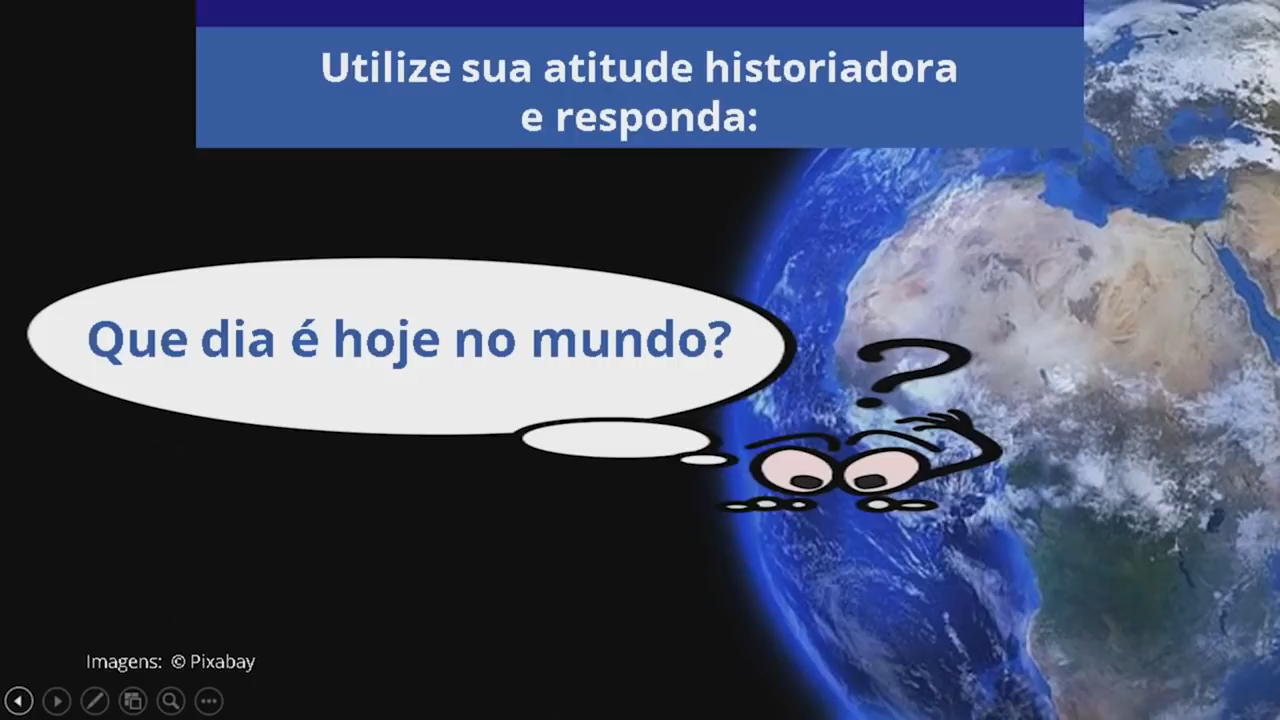 Utilize sua atitude historiadora
e responda:
Que dia é hoje no mundo?
Imagens: © Pixabay